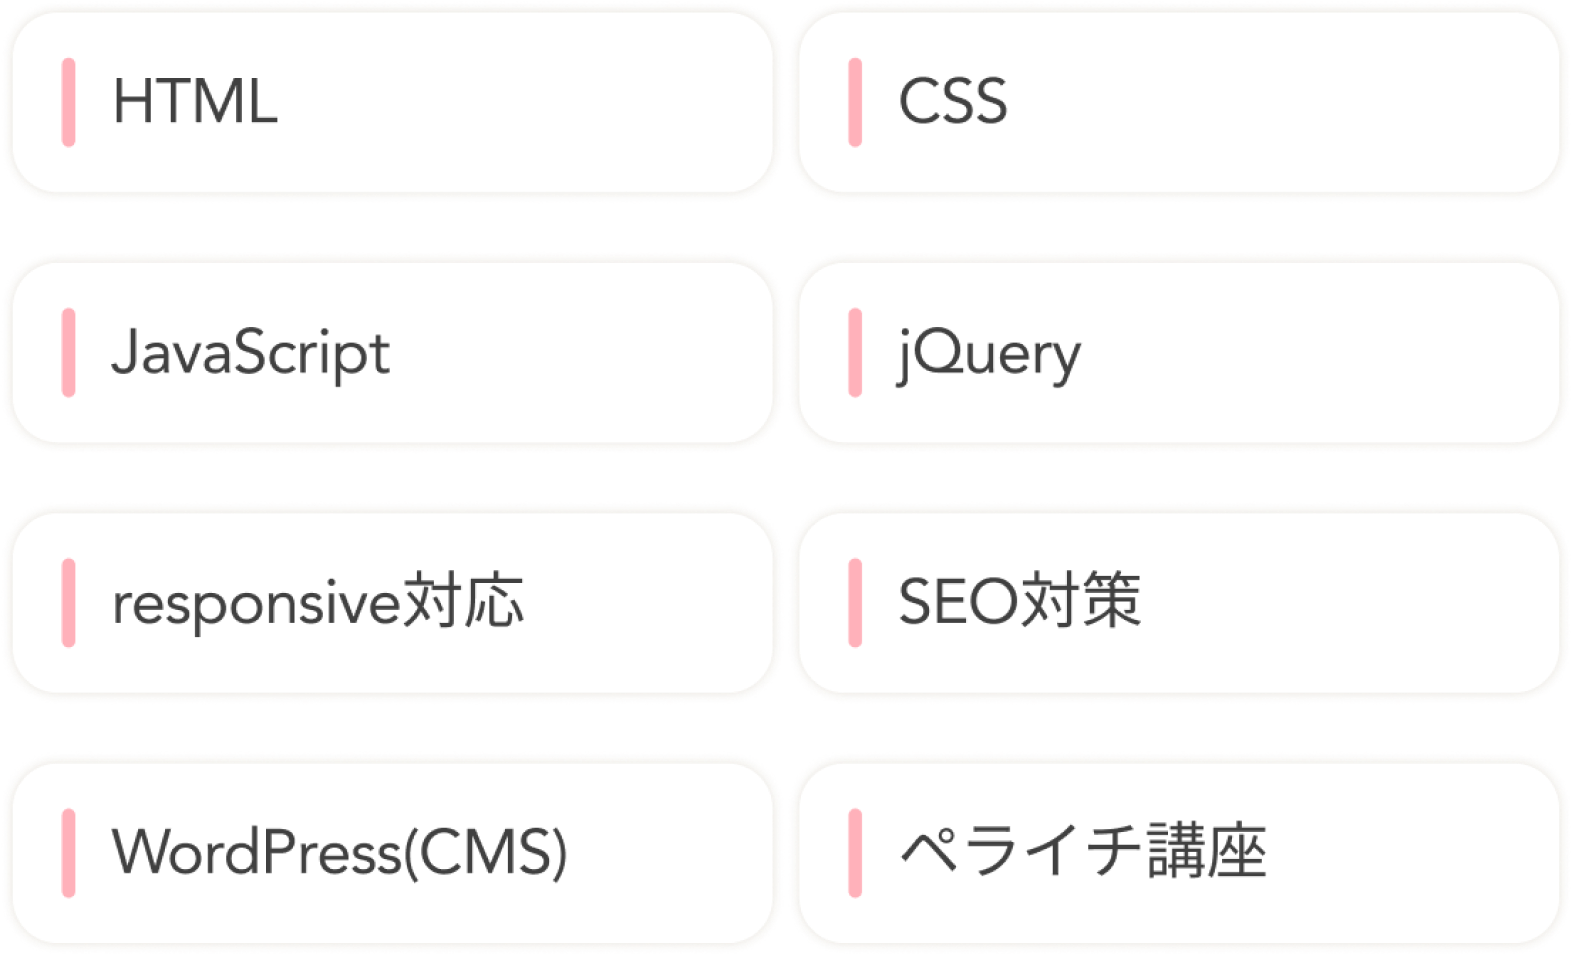 HTML
CSS
JavaScript
jQuery
responsive対応
SEO対策
WordPress(CMS)
ペライチ講座